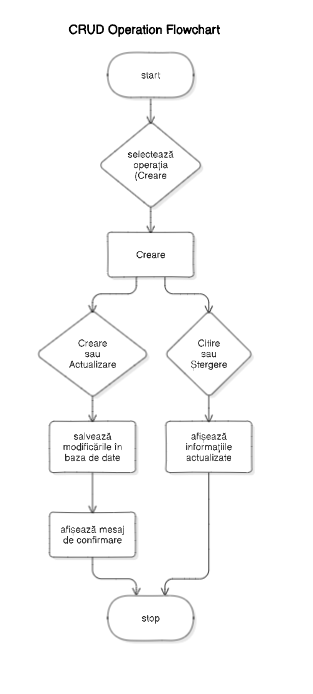 CRUD Operation Flowchart
start
selectează
operația
(Creare
Creare
Creare
sau
Actualizare
Citire
sau
Ștergere
salvează
modificările în
baza de date
afișează
informațiile
actualizate
afișează mesaj
de confirmare
stop